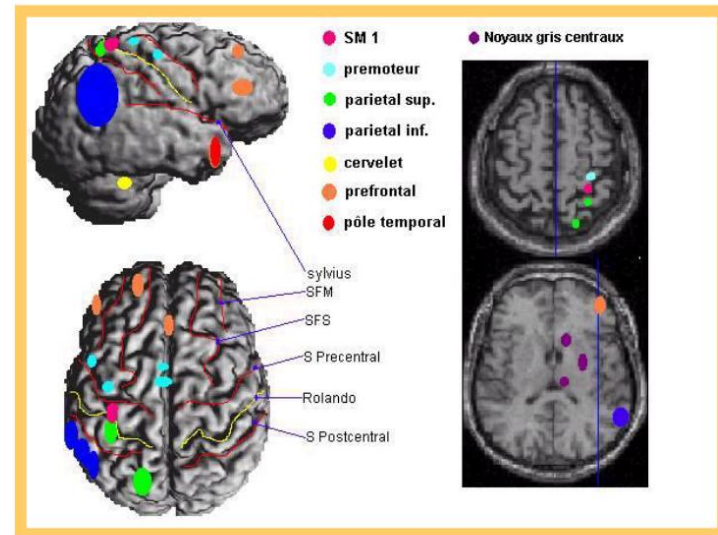 SM 1
premoteur
parietal sup.
parietal inf.
cervelet
prefrontal
pôle temporal
Noyaux gris centraux
sylvius
SFM
SFS
S Precentral
Rolando
S Postcentral